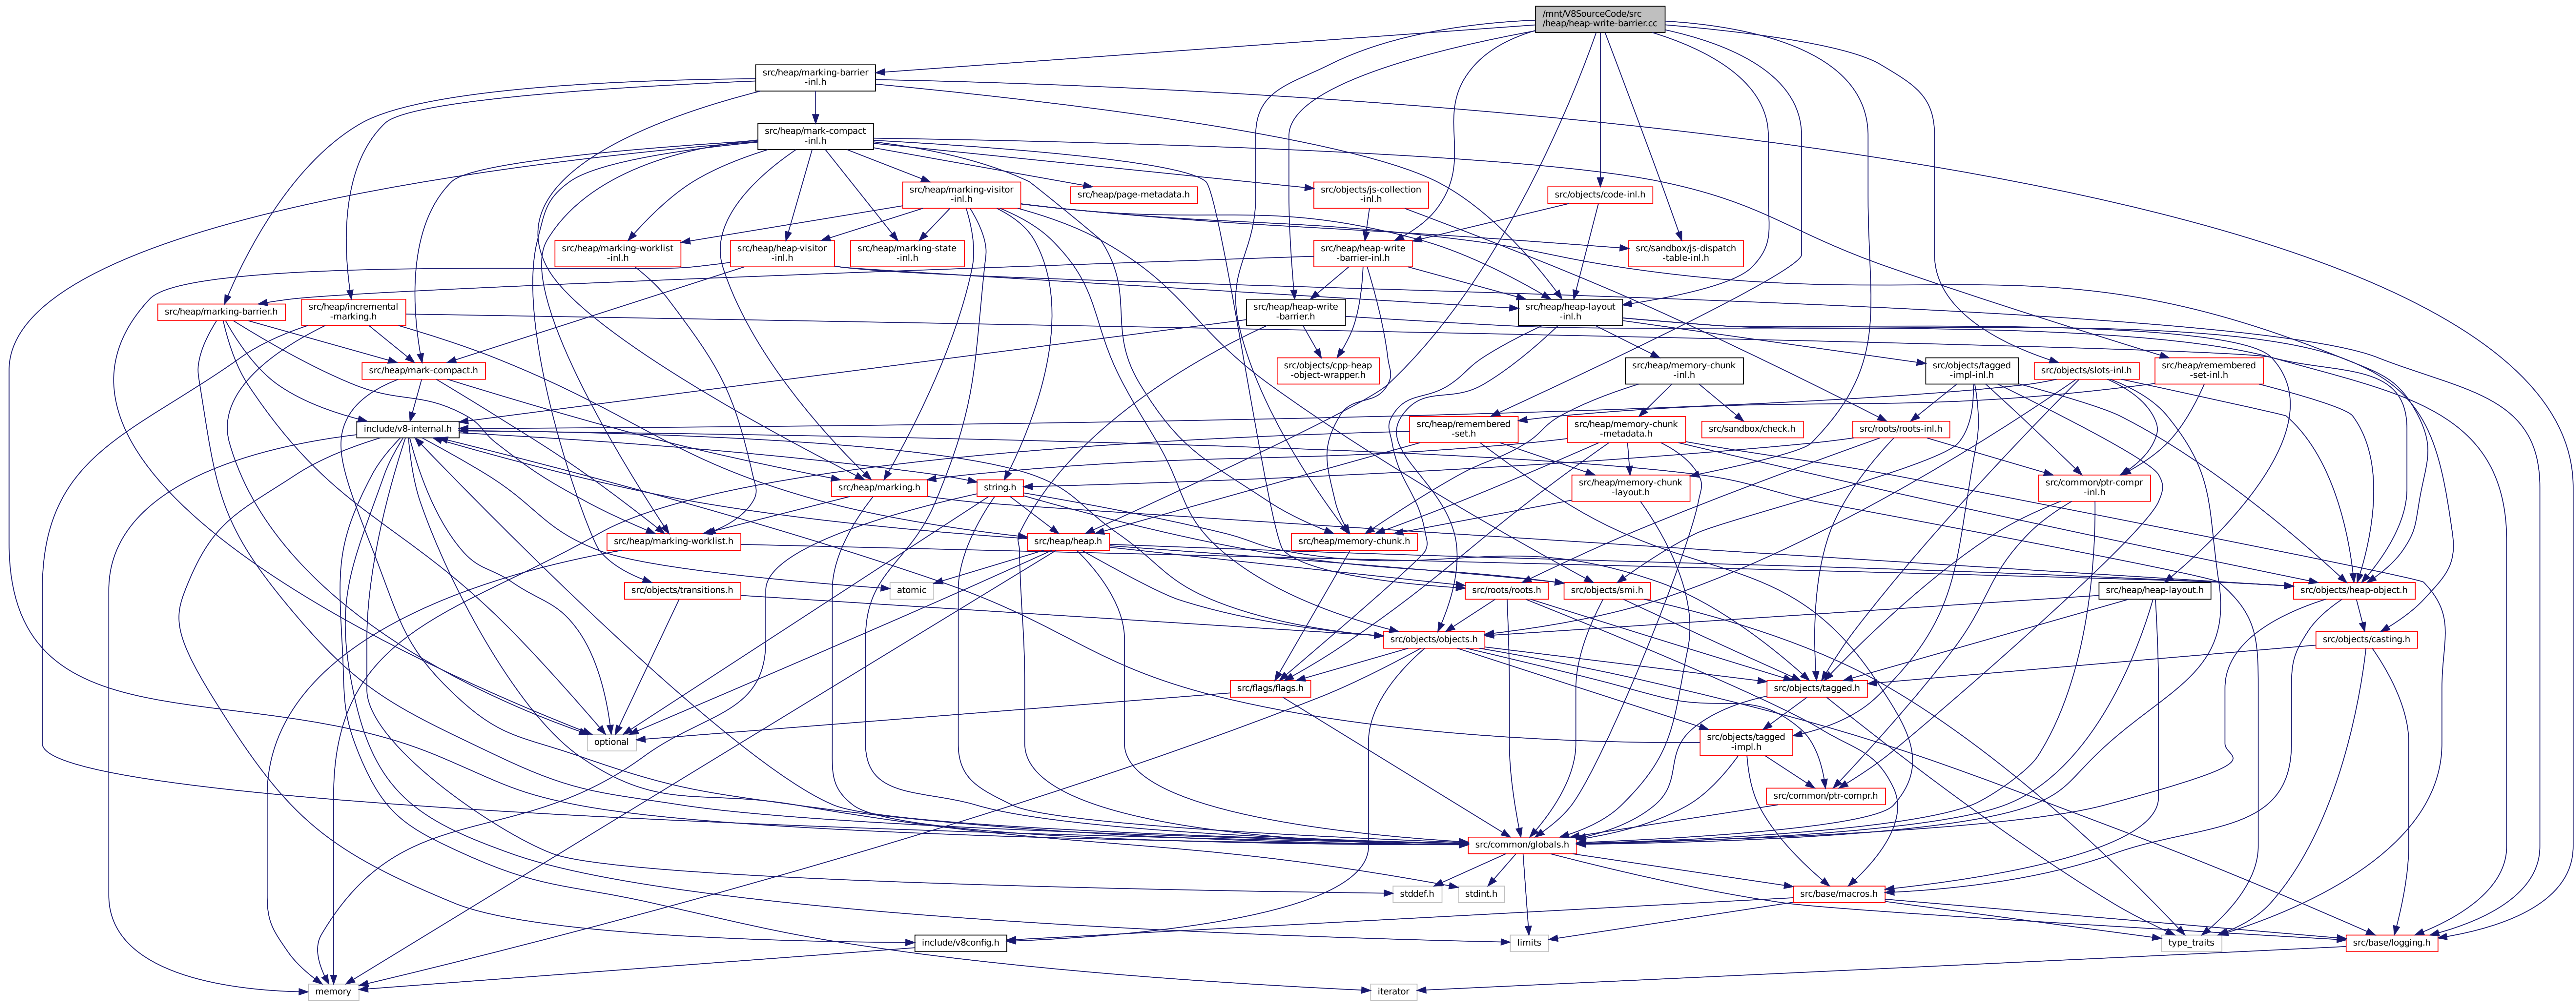 /mnt/V8SourceCode/src
/heap/heap-write-barrier.cc
src/heap/marking-barrier
-inl.h
src/heap/mark-compact
-inl.h
src/heap/marking-visitor
-inl.h
src/heap/page-metadata.h
src/objects/js-collection
-inl.h
src/objects/code-inl.h
src/heap/marking-worklist
-inl.h
src/heap/heap-visitor
-inl.h
src/heap/marking-state
-inl.h
src/heap/heap-write
-barrier-inl.h
src/sandbox/js-dispatch
-table-inl.h
src/heap/marking-barrier.h
src/heap/incremental
-marking.h
src/heap/heap-write
-barrier.h
src/heap/heap-layout
-inl.h
src/heap/mark-compact.h
src/objects/cpp-heap
-object-wrapper.h
src/heap/memory-chunk
-inl.h
src/objects/tagged
-impl-inl.h
src/objects/slots-inl.h
src/heap/remembered
-set-inl.h
include/v8-internal.h
src/heap/remembered
-set.h
src/heap/memory-chunk
-metadata.h
src/sandbox/check.h
src/roots/roots-inl.h
src/heap/marking.h
string.h
src/heap/memory-chunk
-layout.h
src/common/ptr-compr
-inl.h
src/heap/marking-worklist.h
src/heap/heap.h
src/heap/memory-chunk.h
src/objects/transitions.h
atomic
src/roots/roots.h
src/objects/smi.h
src/heap/heap-layout.h
src/objects/heap-object.h
src/objects/objects.h
src/objects/casting.h
src/flags/flags.h
src/objects/tagged.h
optional
src/objects/tagged
-impl.h
src/common/ptr-compr.h
src/common/globals.h
stddef.h
stdint.h
src/base/macros.h
include/v8config.h
limits
type_traits
src/base/logging.h
memory
iterator